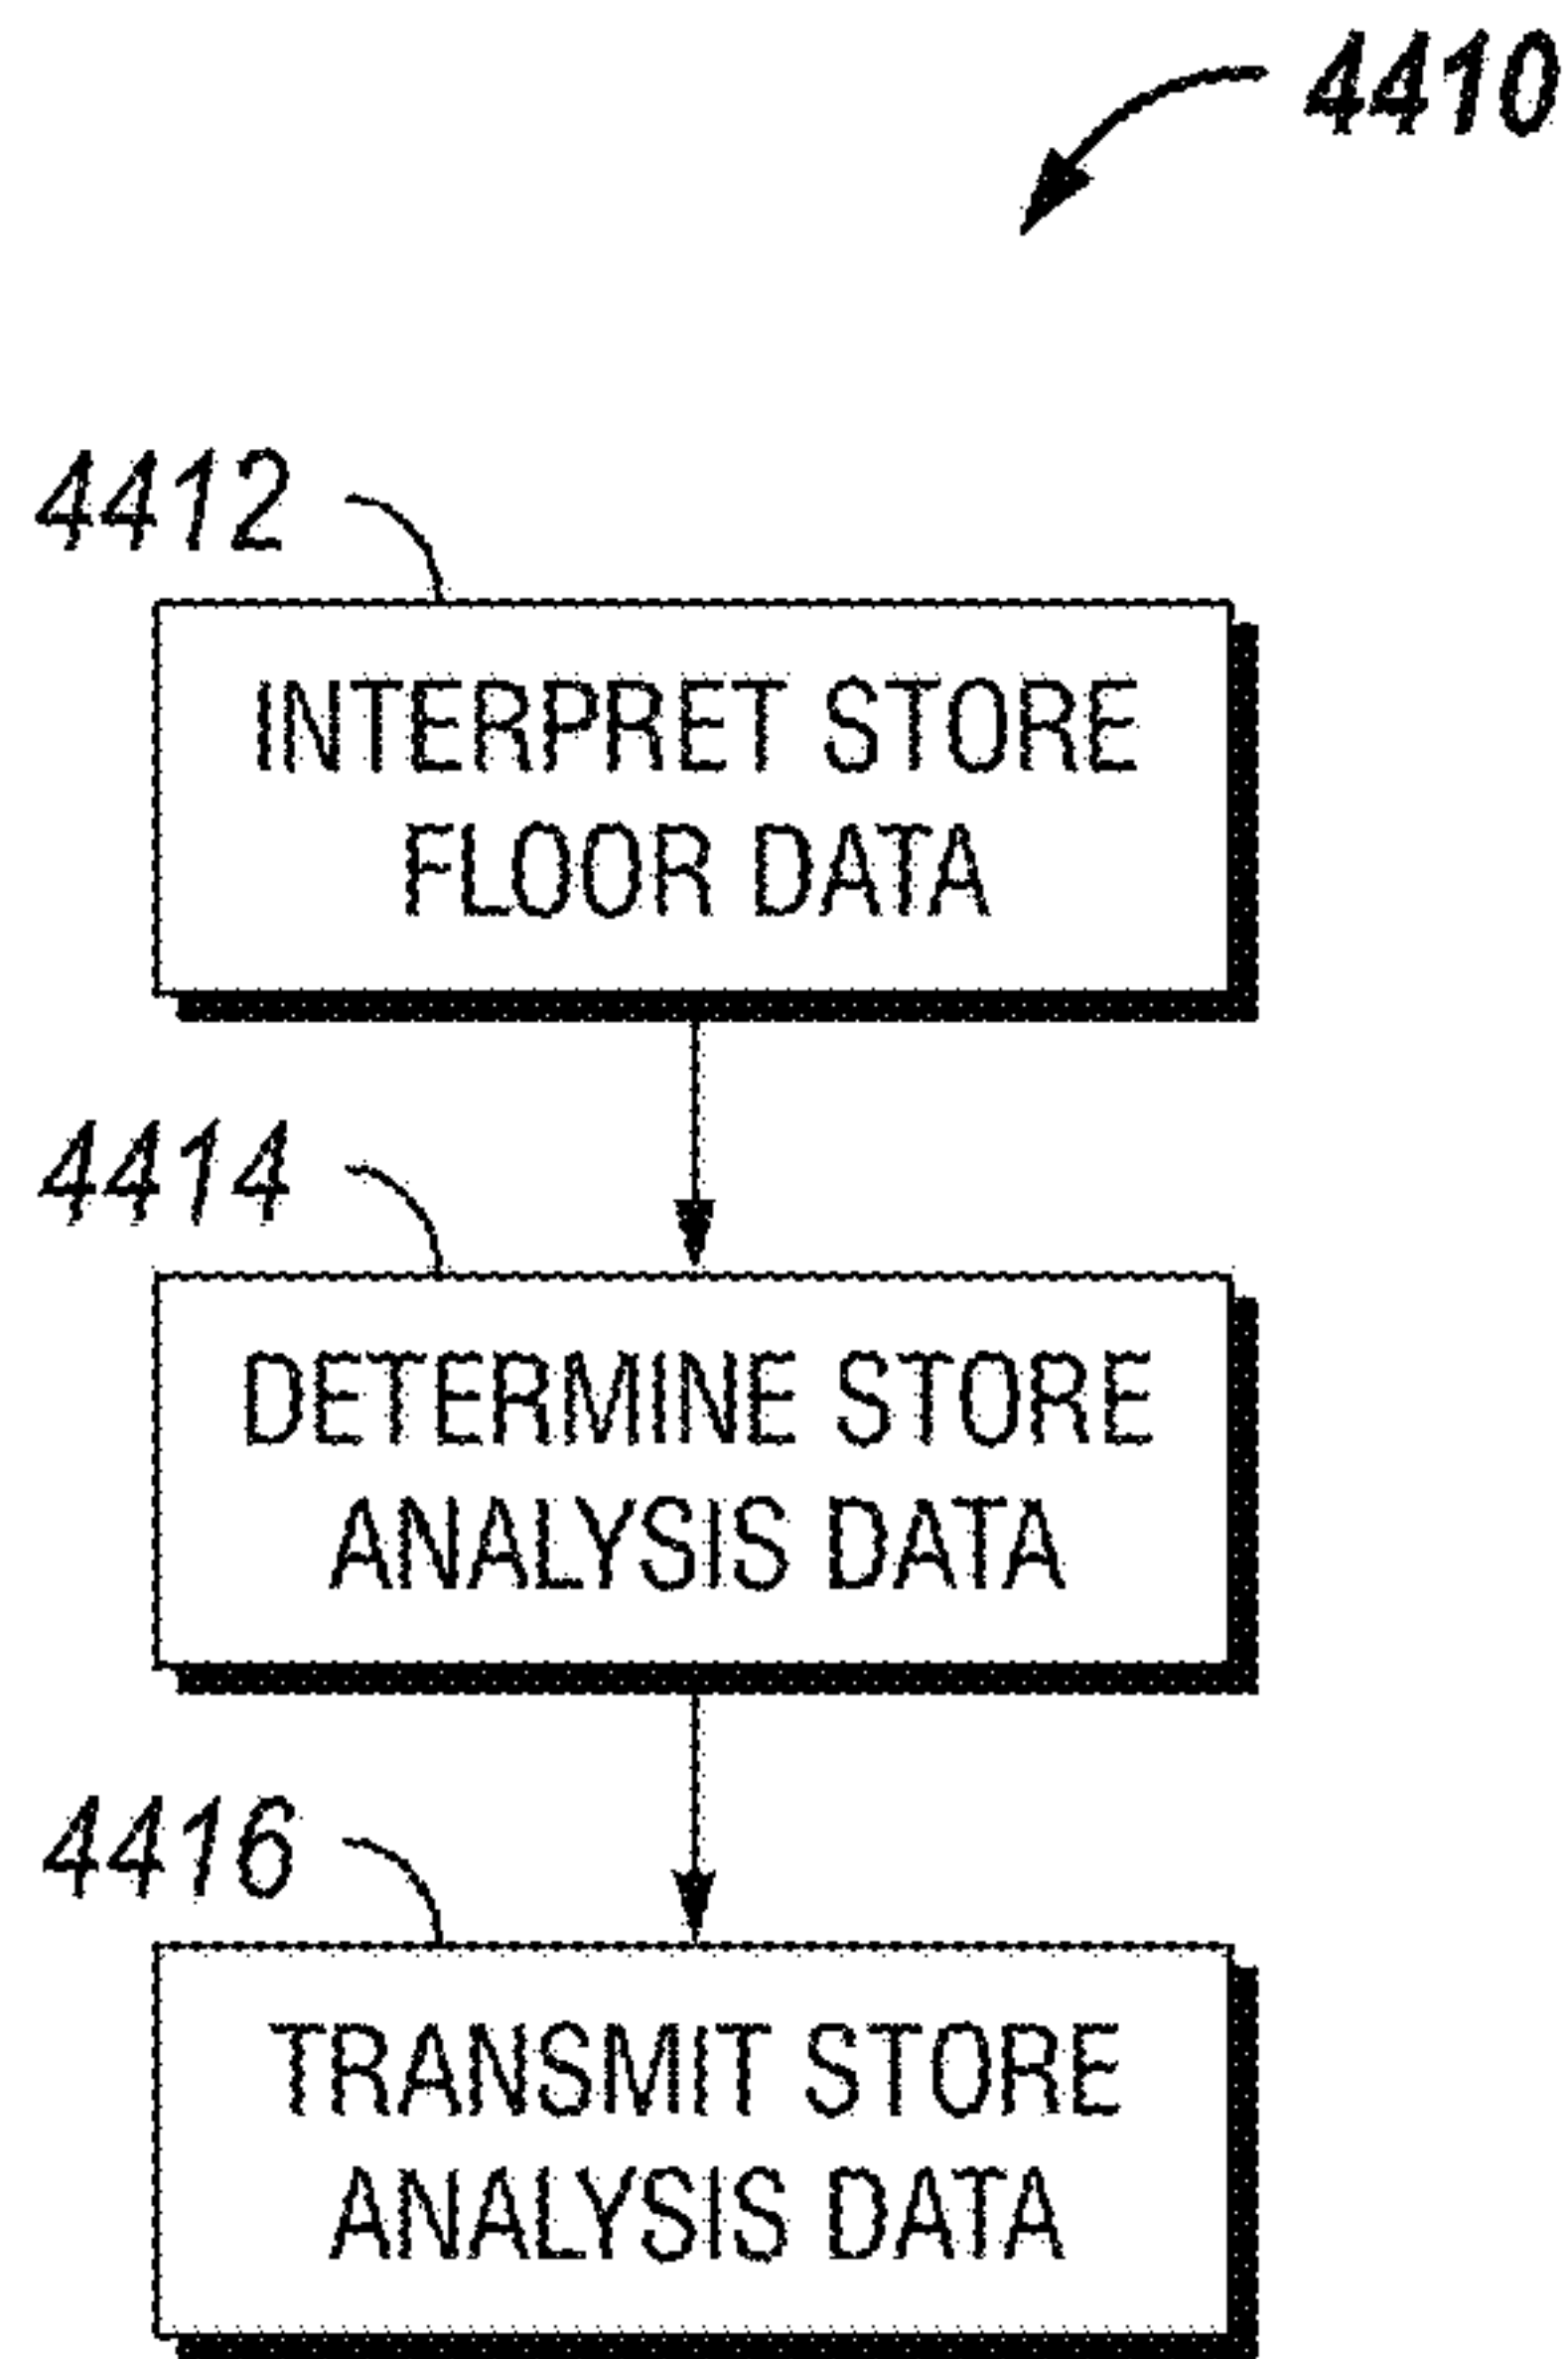 4410
4412
INTERPRET STORE
FLOOR DATA
4414
DETERMINE STORE
ANALYSIS DATA
4416
TRANSMIT STORE
ANALYSIS DATA